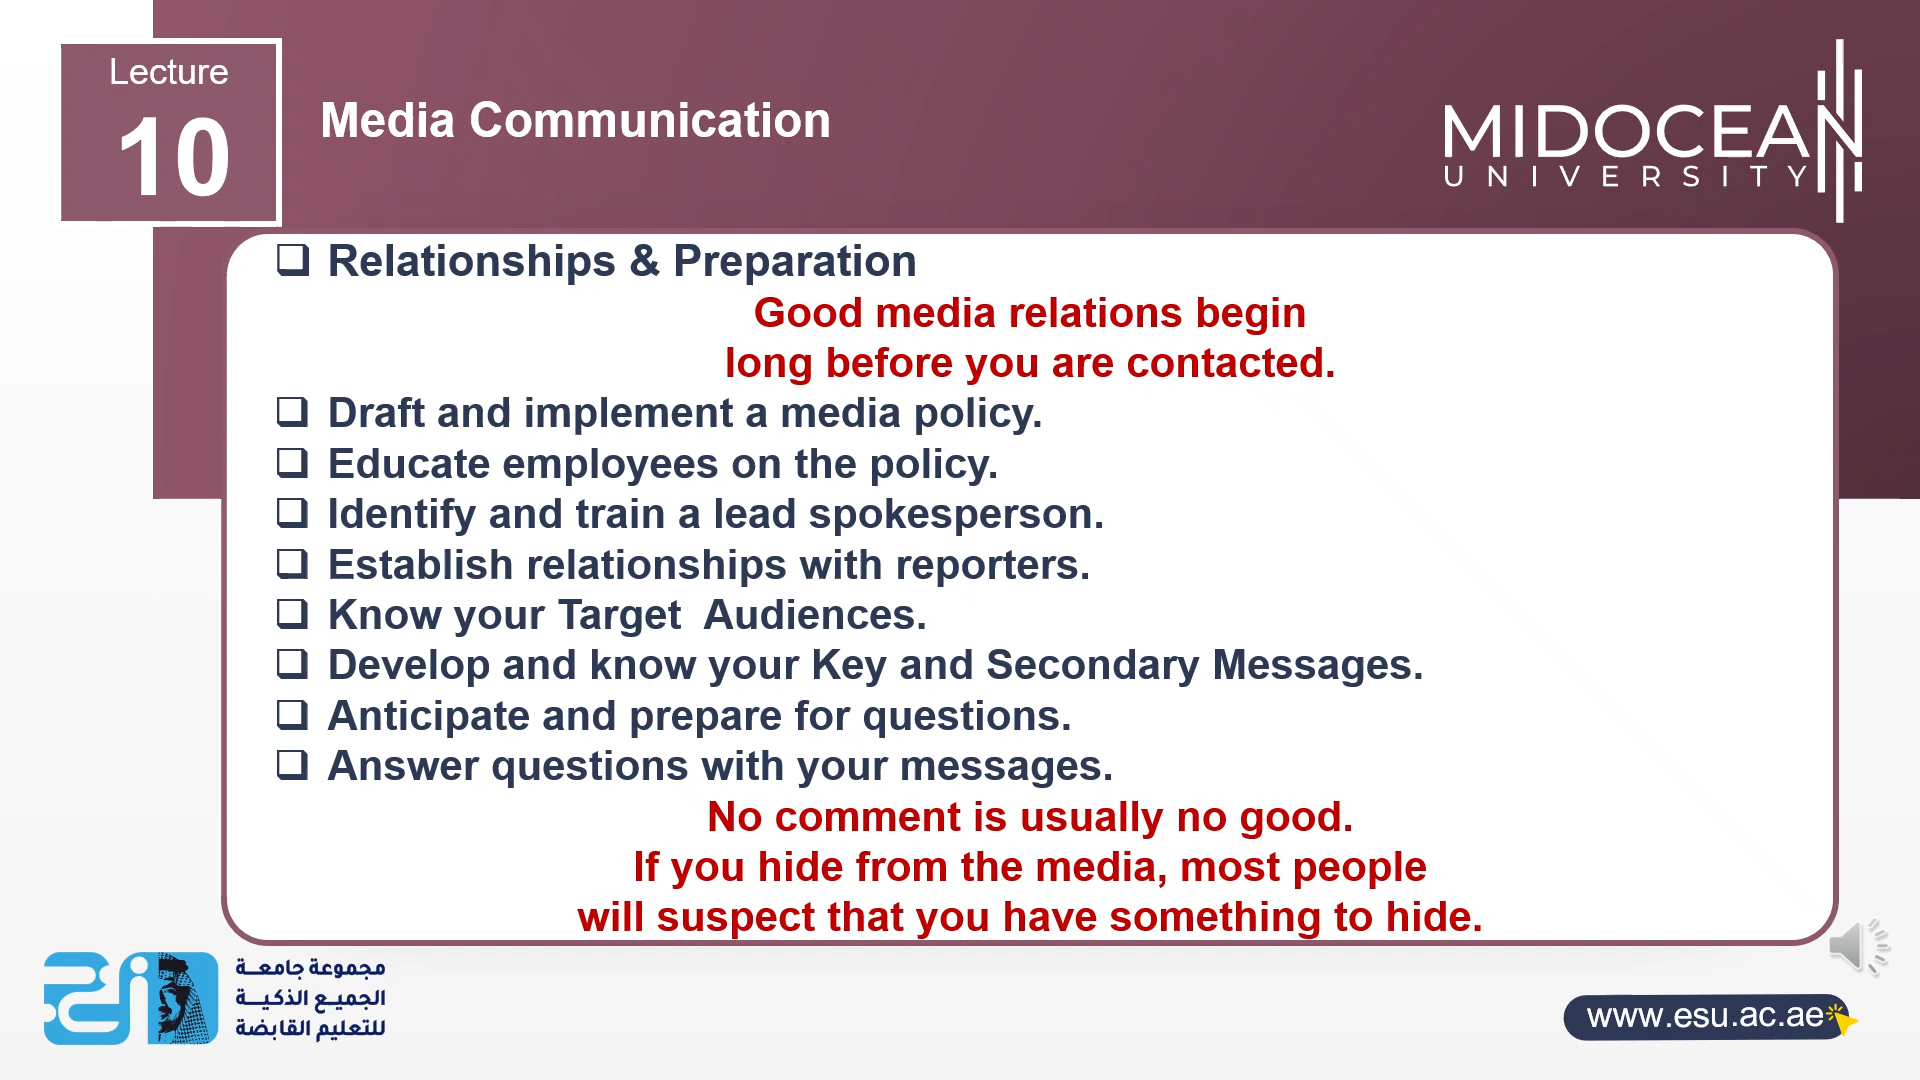 Lecture
10
Media Communication
MIDOCEAN
UNIVERSITY
❑ Relationships & Preparation
Good media relations begin
long before you are contacted.
❑ Draft and implement a media policy.
❑ Educate employees on the policy.
❑ Identify and train a lead spokesperson.
❑ Establish relationships with reporters.
❑ Know your Target  Audiences.
❑ Develop and know your Key and Secondary Messages.
❑ Anticipate and prepare for questions.
❑ Answer questions with your messages.
No comment is usually no good.
If you hide from the media, most people
will suspect that you have something to hide.
مجموعة جامعـــة
الجميـع الذكيـــة
للتعليم القابضة
www.esu.ac.ae